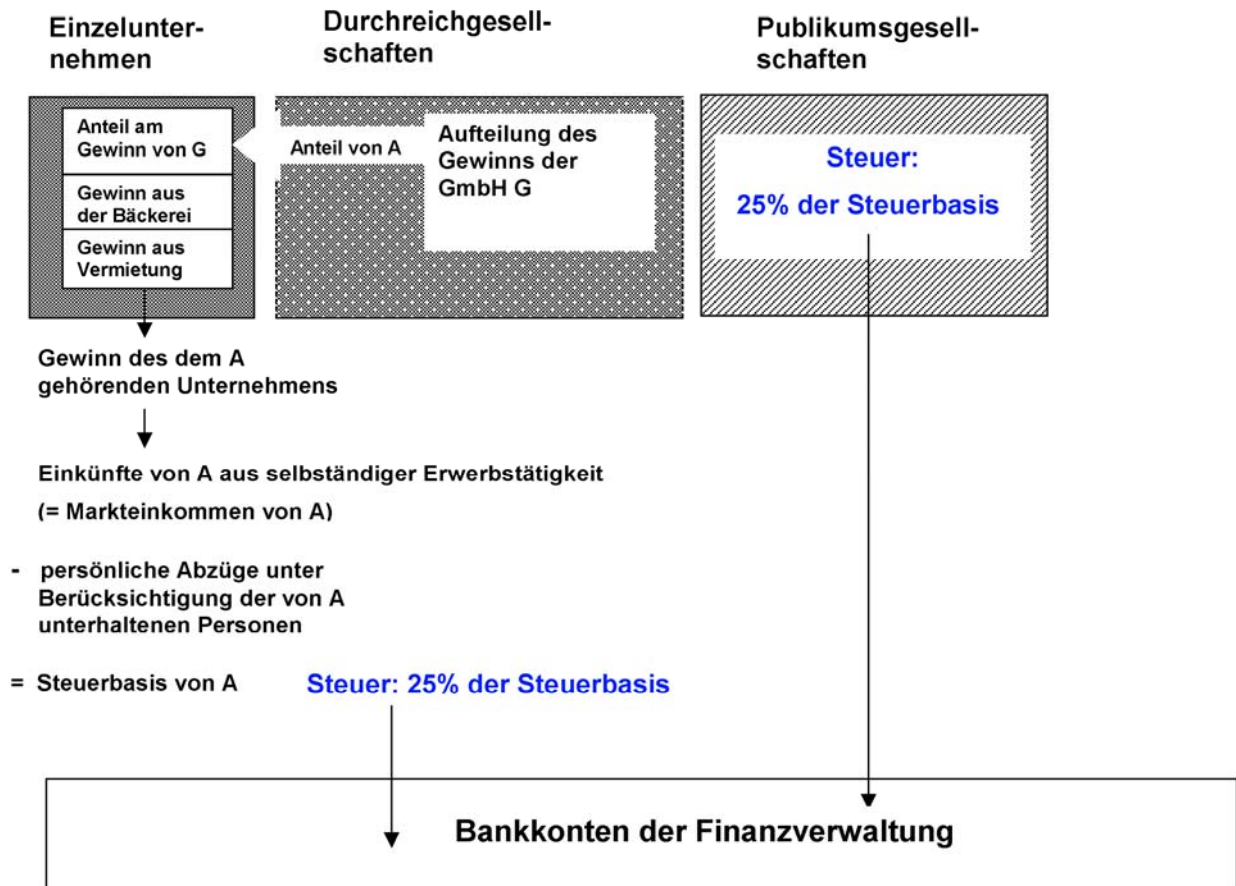 Einzelunter-
nehmen
Durchreichgesell-
schaften
Publikumsgesell-
schaften
Anteil am
Gewinn von G
Gewinn aus
der Bäckerei
Gewinn aus
Vermietung
Anteil von A
Aufteilung des
Gewinns der
GmbH G
Steuer:
25% der Steuerbasis
Gewinn des dem A
gehörenden Unternehmens
Einkünfte von A aus selbständiger Erwerbstätigkeit
(= Markteinkommen von A)
- persönliche Abzüge unter
Berücksichtigung der von A
unterhaltenen Personen
= Steuerbasis von A
Steuer: 25% der Steuerbasis
Bankkonten der Finanzverwaltung